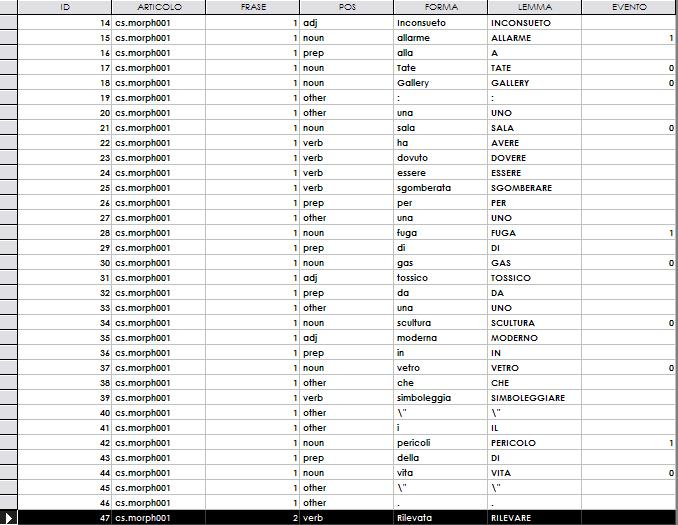 ID ARTICOLO FRASE POS FORMA LEMMA EVENTO
14 cs.morph001 1 adj Inconsueto INCONSUETO
15 cs.morph001 1 noun allarme ALLARME 1
16 cs.morph001 1 prep alla A
17 cs.morph001 1 noun Tate TATE 0
18 cs.morph001 1 noun Gallery GALLERY 0
19 cs.morph001 1 other : :
20 cs.morph001 1 other una UNO
21 cs.morph001 1 noun sala SALA 0
22 cs.morph001 1 verb ha AVERE
23 cs.morph001 1 verb dovuto DOVERE
24 cs.morph001 1 verb essere ESSERE
25 cs.morph001 1 verb sgomberata SGOMBERARE
26 cs.morph001 1 prep per PER
27 cs.morph001 1 other una UNO
28 cs.morph001 1 noun fuga FUGA 1
29 cs.morph001 1 prep di DI
30 cs.morph001 1 noun gas GAS 0
31 cs.morph001 1 adj tossico TOSSICO
32 cs.morph001 1 prep da DA
33 cs.morph001 1 other una UNO
34 cs.morph001 1 noun scultura SCULTURA 0
35 cs.morph001 1 adj moderna MODERNO
36 cs.morph001 1 prep in IN
37 cs.morph001 1 noun vetro VETRO 0
38 cs.morph001 1 other che CHE
39 cs.morph001 1 verb simboleggia SIMBOLEGGIARE
40 cs.morph001 1 other \" \"
41 cs.morph001 1 other i IL
42 cs.morph001 1 noun pericoli PERICOLO 1
43 cs.morph001 1 prep della DI
44 cs.morph001 1 noun vita VITA 0
45 cs.morph001 1 other \" \"
46 cs.morph001 1 other . .
47 cs.morph001 2 verb Rilevata RILEVARE